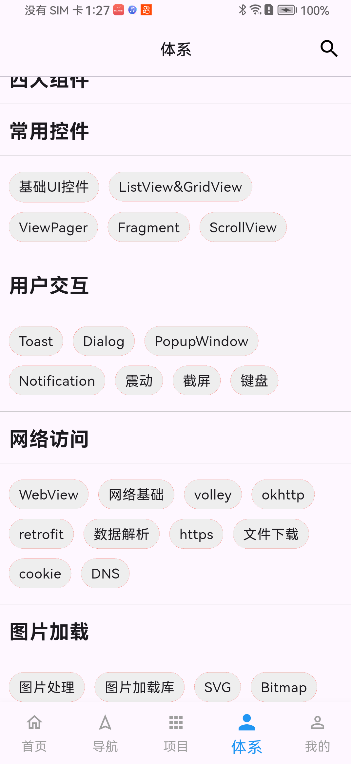 没有 SIM 卡 1:27 100%
体系
四大组件
常用控件
基础UI控件 ListView&GridView
ViewPager Fragment ScrollView
用户交互
Toast Dialog PopupWindow
Notification 震动 截屏 键盘
网络访问
WebView 网络基础 volley okhttp
retrofit 数据解析 https 文件下载
cookie DNS
图片加载
图片处理 图片加载库 SVG Bitmap
首页 导航 项目 体系 我的